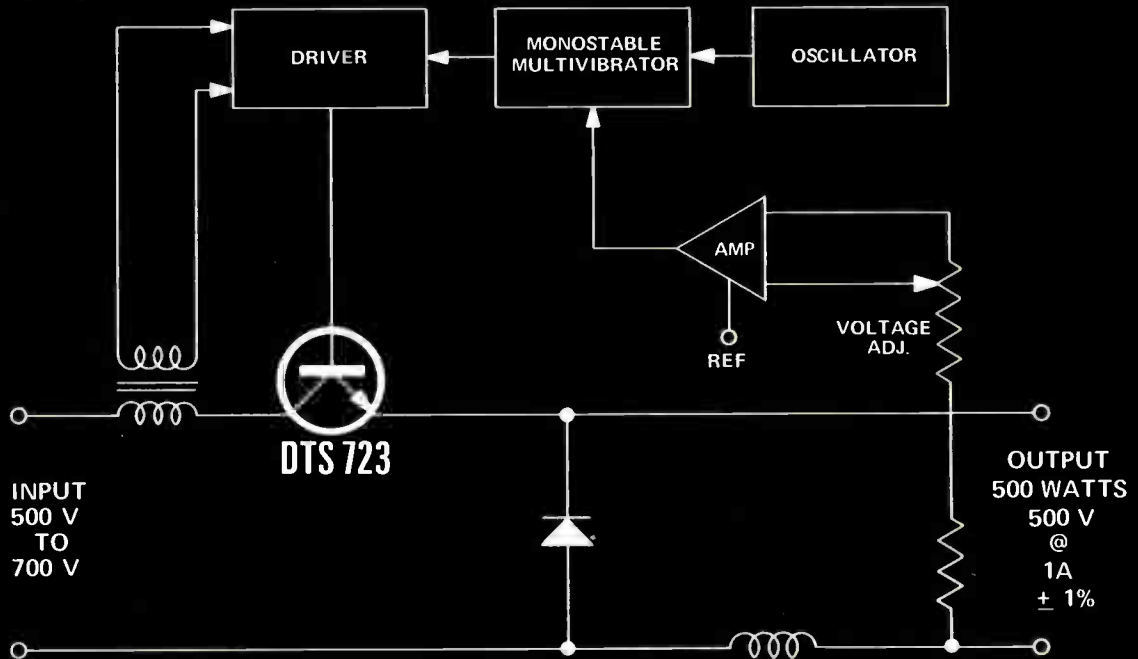 DRIVER
MONOSTABLE
MULTIVIBRATOR
OSCILLATOR
AMP
REF
VOLTAGE
ADJ.
DTS 723
INPUT
500 V
TO
700 V
OUTPUT
500 WATTS
500 V
@
1A
± 1%